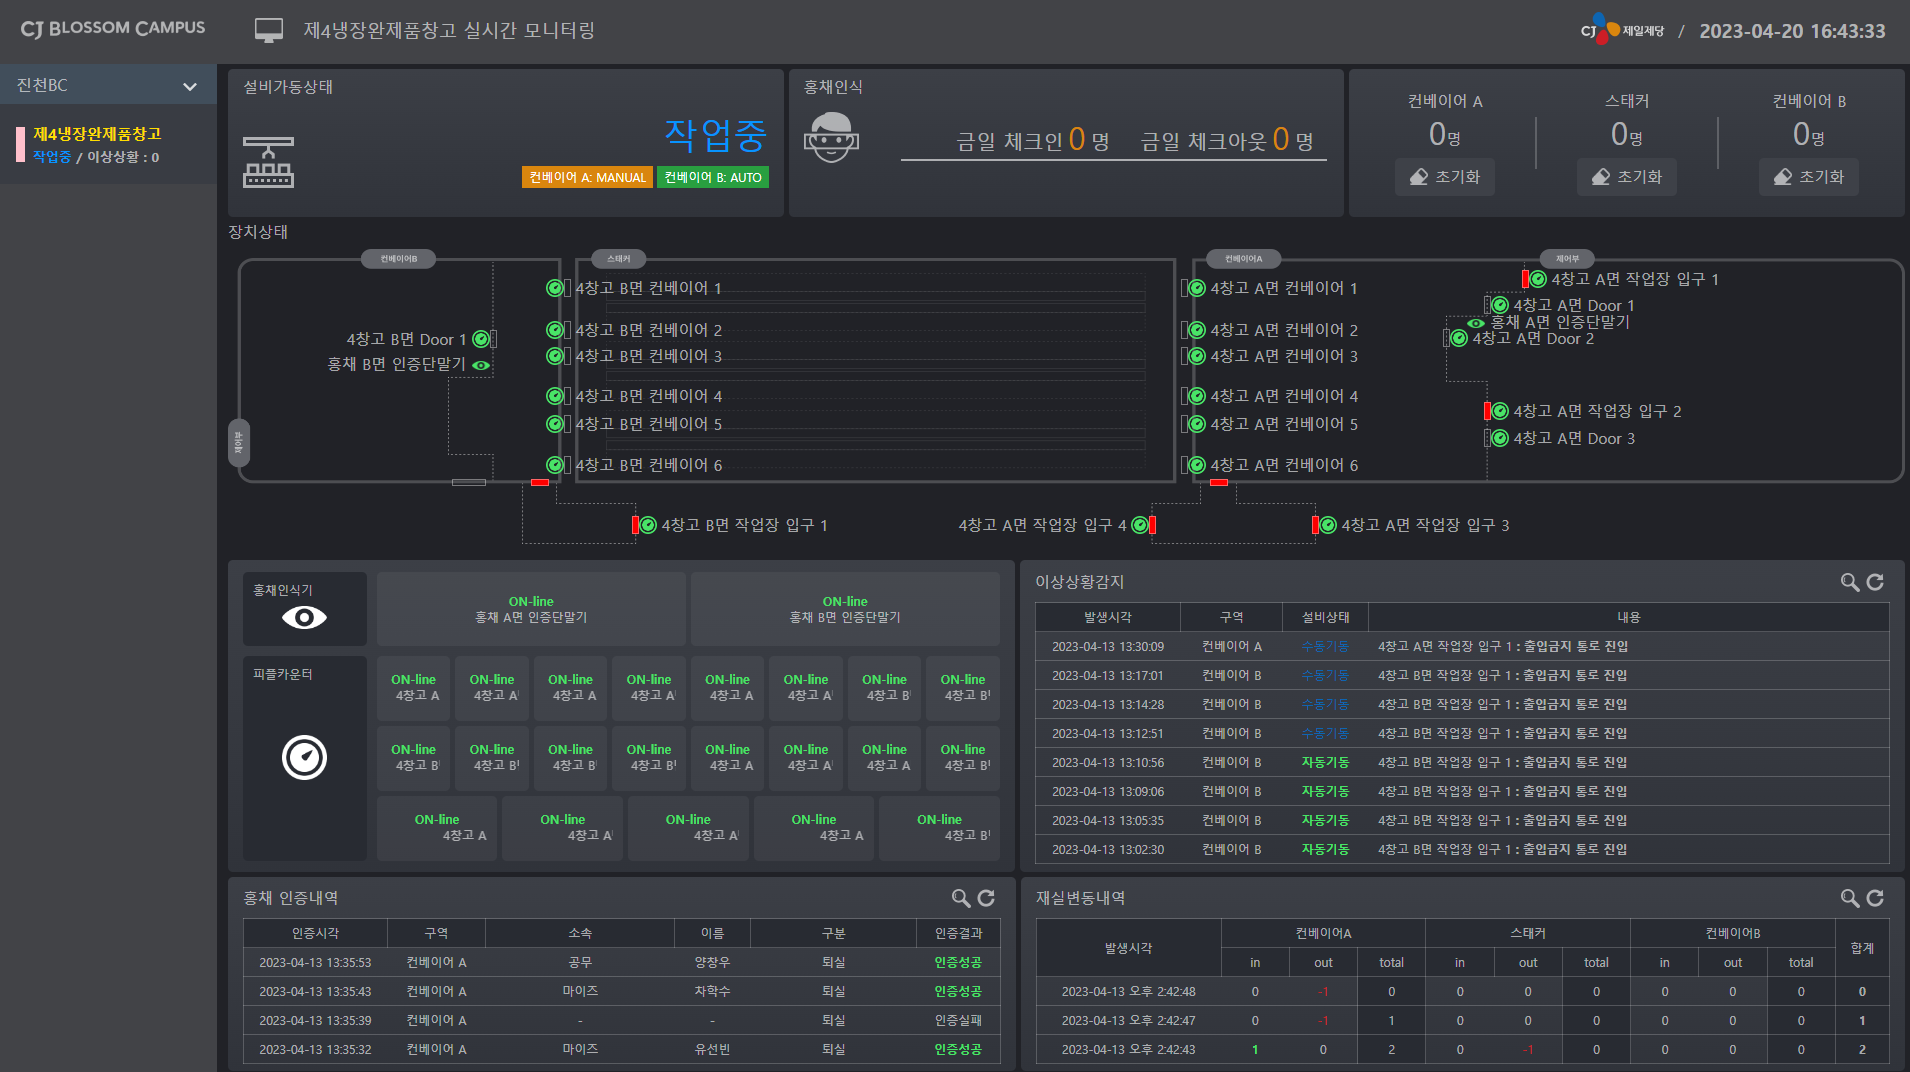 CJ BLOSSOM CAMPUS
제4냉장완제품창고 실시간 모니터링
CJ 제일제당 / 2023-04-20 16:43:33
진천BC
제4냉장완제품창고
작업중 / 이상상황 : 0
설비가동상태
작업중
컨베이어 A: MANUAL 컨베이어 B: AUTO
홍채인식
금일 체크인 0 명 금일 체크아웃 0 명
컨베이어 A 스태커 컨베이어 B
0명 0명 0명
초기화 초기화 초기화
장치상태
컨베이어B 스태커 컨베이어A 제어부
4창고 B면 컨베이어 1
4창고 B면 컨베이어 2
4창고 B면 컨베이어 3
4창고 B면 컨베이어 4
4창고 B면 컨베이어 5
4창고 B면 컨베이어 6
4창고 B면 Door 1
홍채 B면 인증단말기
제어부
4창고 A면 컨베이어 1
4창고 A면 컨베이어 2
4창고 A면 컨베이어 3
4창고 A면 컨베이어 4
4창고 A면 컨베이어 5
4창고 A면 컨베이어 6
4창고 A면 작업장 입구 1
4창고 A면 Door 1
홍채 A면 인증단말기
4창고 A면 Door 2
4창고 A면 작업장 입구 2
4창고 A면 Door 3
4창고 B면 작업장 입구 1
4창고 A면 작업장 입구 4
4창고 A면 작업장 입구 3
홍채인식기
ON-line ON-line
홍채 A면 인증단말기 홍채 B면 인증단말기
피플카운터
ON-line ON-line ON-line ON-line ON-line ON-line ON-line ON-line
4창고 A 4창고 A 4창고 A 4창고 A 4창고 A 4창고 A 4창고 B 4창고 B
ON-line ON-line ON-line ON-line ON-line ON-line ON-line ON-line
4창고 B 4창고 B 4창고 B 4창고 B 4창고 A 4창고 A 4창고 A 4창고 B
ON-line ON-line ON-line ON-line ON-line
4창고 A 4창고 A 4창고 A 4창고 A 4창고 B
이상상황감지
발생시각 구역 설비상태 내용
2023-04-13 13:30:09 컨베이어 A 수동기동 4창고 A면 작업장 입구 1 : 출입금지 통로 진입
2023-04-13 13:17:01 컨베이어 B 수동기동 4창고 B면 작업장 입구 1 : 출입금지 통로 진입
2023-04-13 13:14:28 컨베이어 B 수동기동 4창고 B면 작업장 입구 1 : 출입금지 통로 진입
2023-04-13 13:12:51 컨베이어 B 수동기동 4창고 B면 작업장 입구 1 : 출입금지 통로 진입
2023-04-13 13:10:56 컨베이어 B 자동기동 4창고 B면 작업장 입구 1 : 출입금지 통로 진입
2023-04-13 13:09:06 컨베이어 B 자동기동 4창고 B면 작업장 입구 1 : 출입금지 통로 진입
2023-04-13 13:05:35 컨베이어 B 자동기동 4창고 B면 작업장 입구 1 : 출입금지 통로 진입
2023-04-13 13:02:30 컨베이어 B 자동기동 4창고 B면 작업장 입구 1 : 출입금지 통로 진입
홍채 인증내역
인증시각 구역 소속 이름 구분 인증결과
2023-04-13 13:35:53 컨베이어 A 공무 양창우 퇴실 인증성공
2023-04-13 13:35:43 컨베이어 A 마이즈 차학수 퇴실 인증성공
2023-04-13 13:35:39 컨베이어 A - - 퇴실 인증실패
2023-04-13 13:35:32 컨베이어 A 마이즈 유선빈 퇴실 인증성공
재실변동내역
발생시각 컨베이어A 스태커 컨베이어B 합계
in out total in out total in out total
2023-04-13 오후 2:42:48 0 -1 0 0 0 0 0 0 0 0
2023-04-13 오후 2:42:47 0 -1 1 0 0 0 0 0 0 1
2023-04-13 오후 2:42:43 1 0 2 0 -1 0 0 0 0 2